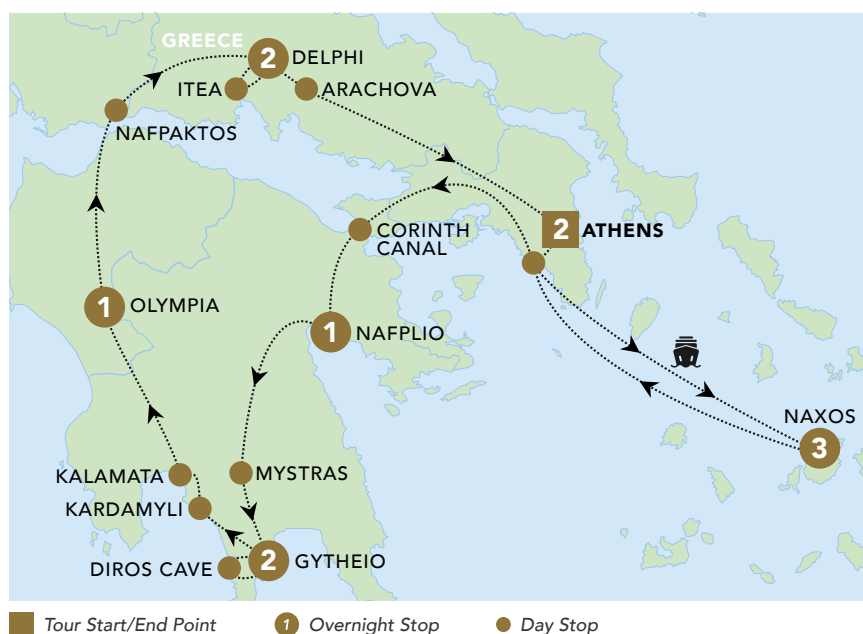 GREECE
2
DELPHI
ITEA
ARACHOVA
NAFPAKTOS
CORINTH
CANAL
2
ATHENS
1
OLYMPIA
1
NAFPLIO
NAXOS
3
KALAMATA
MYSTRAS
KARDAMYLI
DIROS CAVE
2
GYTHEIO
Tour Start/End Point
1
Overnight Stop
Day Stop